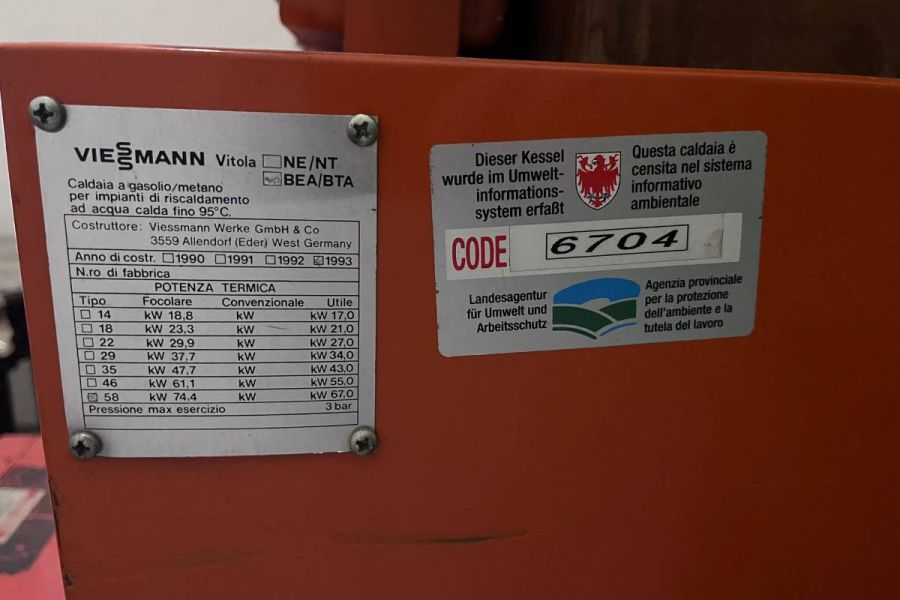 VIESSMANN Vitola NE/NT
BEA/BTA
Caldaia a gasolio/metano
per impianti di riscaldamento
ad acqua calda fino 95°C.
Costruttore: Viessmann Werke GmbH & Co
3559 Allendorf (Eder) West Germany
Anno di costr. 1990 1991 1992 1993
N.ro di fabbrica
POTENZA TERMICA
Tipo Focolare Convenzionale Utile
14 kW 18,8 kW kW 17,0
18 kW 23,3 kW kW 21,0
22 kW 29,9 kW kW 27,0
29 kW 37,7 kW kW 34,0
35 kW 47,7 kW kW 43,0
46 kW 61,1 kW kW 55,0
58 kW 74,4 kW kW 67,0
Pressione max esercizio 3 bar
Dieser Kessel
wurde im Umwelt-
informations-
system erfaßt
Questa caldaia è
censita nel sistema
informativo
ambientale
CODE 6704
Landesagentur
für Umwelt und
Arbeitsschutz
Agenzia provinciale
per la protezione
dell'ambiente e la
tutela del lavoro